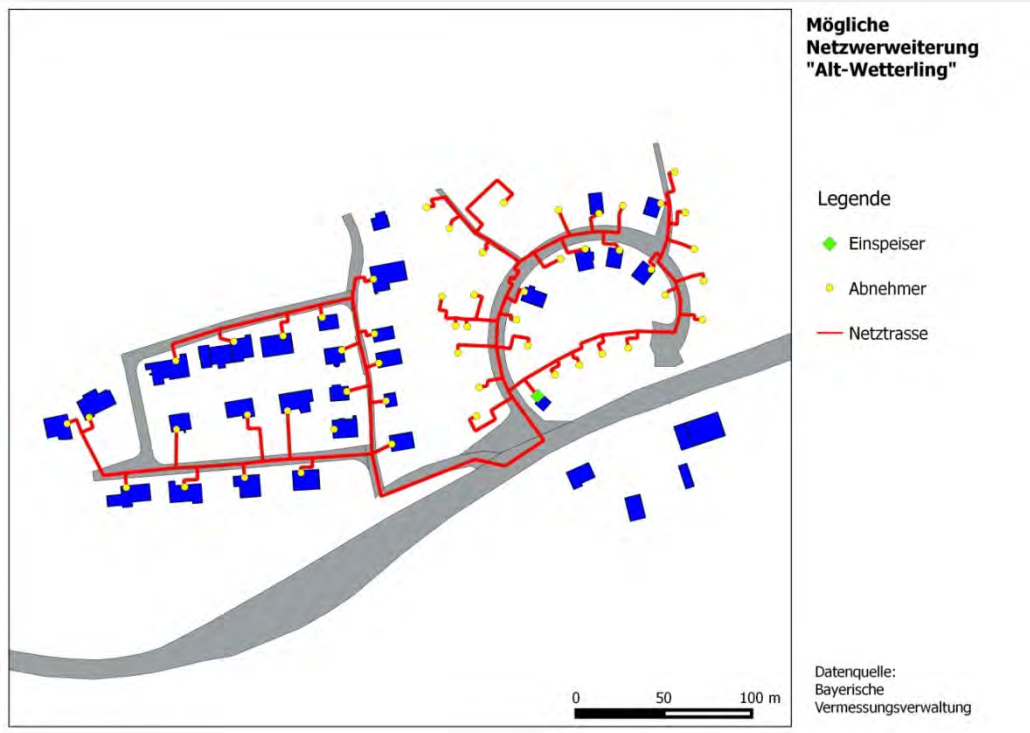 Mögliche
Netzwerweiterung
"Alt-Wetterling"
Legende
Einspeiser
Abnehmer
Netztrasse
0 50 100 m
Datenquelle:
Bayerische
Vermessungsverwaltung